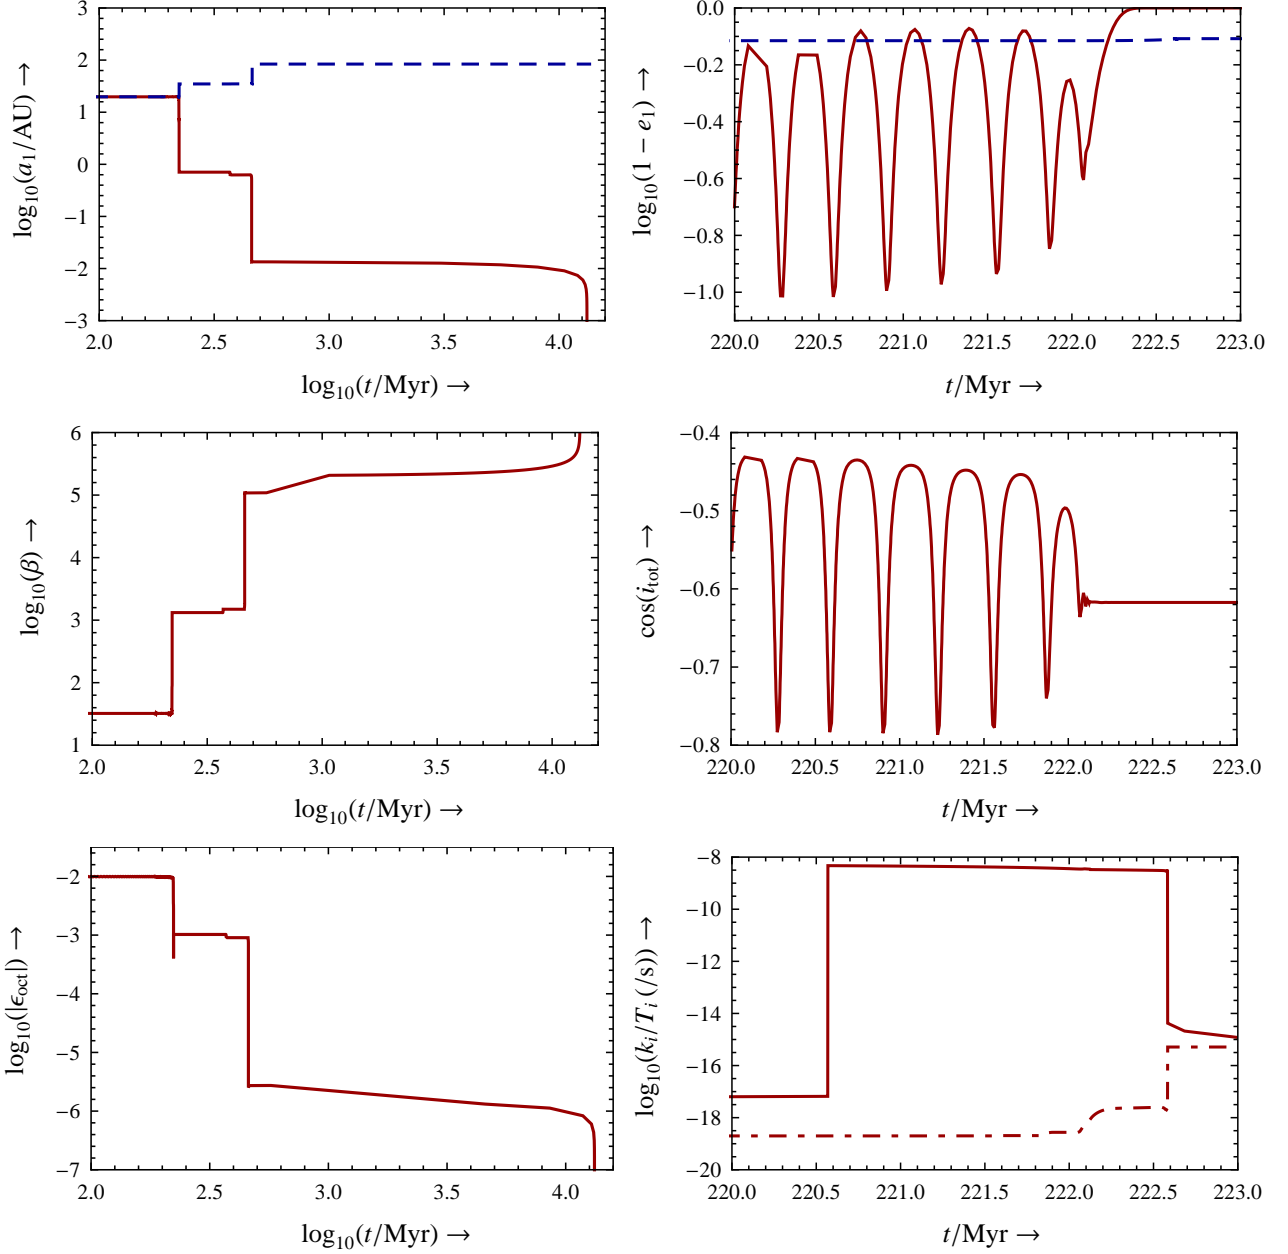 log10(a1/AU) →
3
2
1
0
−1
−2
−3
2.0 2.5 3.0 3.5 4.0
log10(t/Myr) →
log10(1 − e1) →
0.0
−0.2
−0.4
−0.6
−0.8
−1.0
220.0 220.5 221.0 221.5 222.0 222.5 223.0
t/Myr →
log10(β) →
6
5
4
3
2
1
2.0 2.5 3.0 3.5 4.0
log10(t/Myr) →
cos(itot) →
−0.4
−0.5
−0.6
−0.7
−0.8
220.0 220.5 221.0 221.5 222.0 222.5 223.0
t/Myr →
log10(|ϵoct|) →
−2
−3
−4
−5
−6
−7
2.0 2.5 3.0 3.5 4.0
log10(t/Myr) →
log10(ki/Ti (/s)) →
−8
−10
−12
−14
−16
−18
−20
220.0 220.5 221.0 221.5 222.0 222.5 223.0
t/Myr →